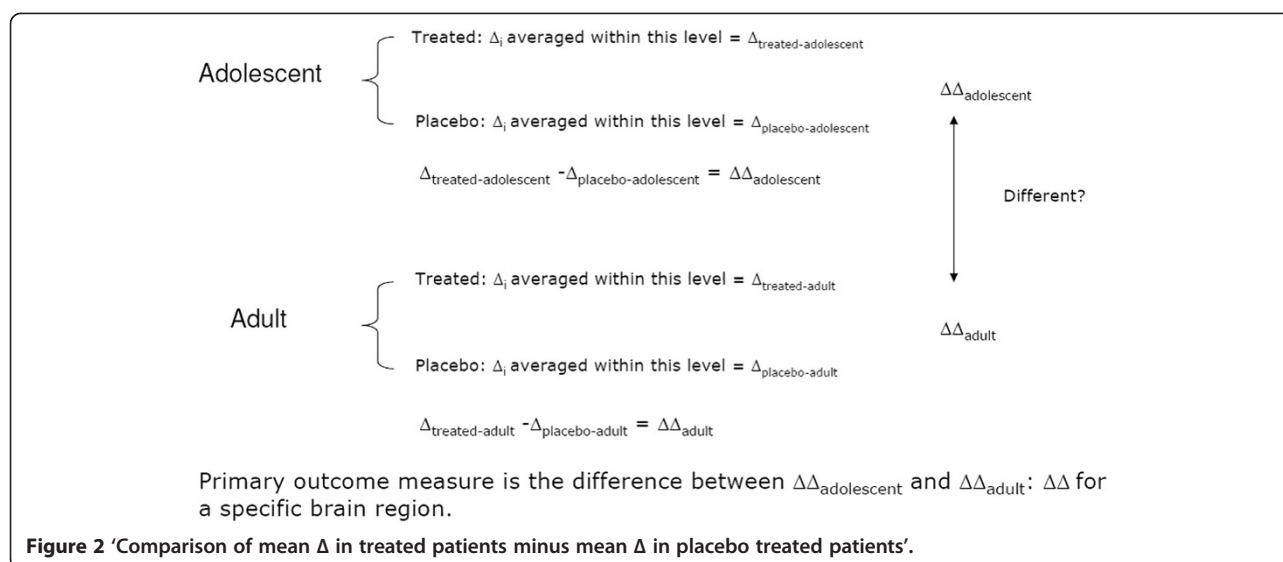 Adolescent
Treated: Δi averaged within this level = Δtreated-adolescent
Placebo: Δi averaged within this level = Δplacebo-adolescent
Δtreated-adolescent -Δplacebo-adolescent = ΔΔadolescent
ΔΔadolescent
Different?
ΔΔadult
Adult
Treated: Δi averaged within this level = Δtreated-adult
Placebo: Δi averaged within this level = Δplacebo-adult
Δtreated-adult -Δplacebo-adult = ΔΔadult
Primary outcome measure is the difference between ΔΔadolescent and ΔΔadult: ΔΔ for
a specific brain region.
Figure 2 ‘Comparison of mean Δ in treated patients minus mean Δ in placebo treated patients’.